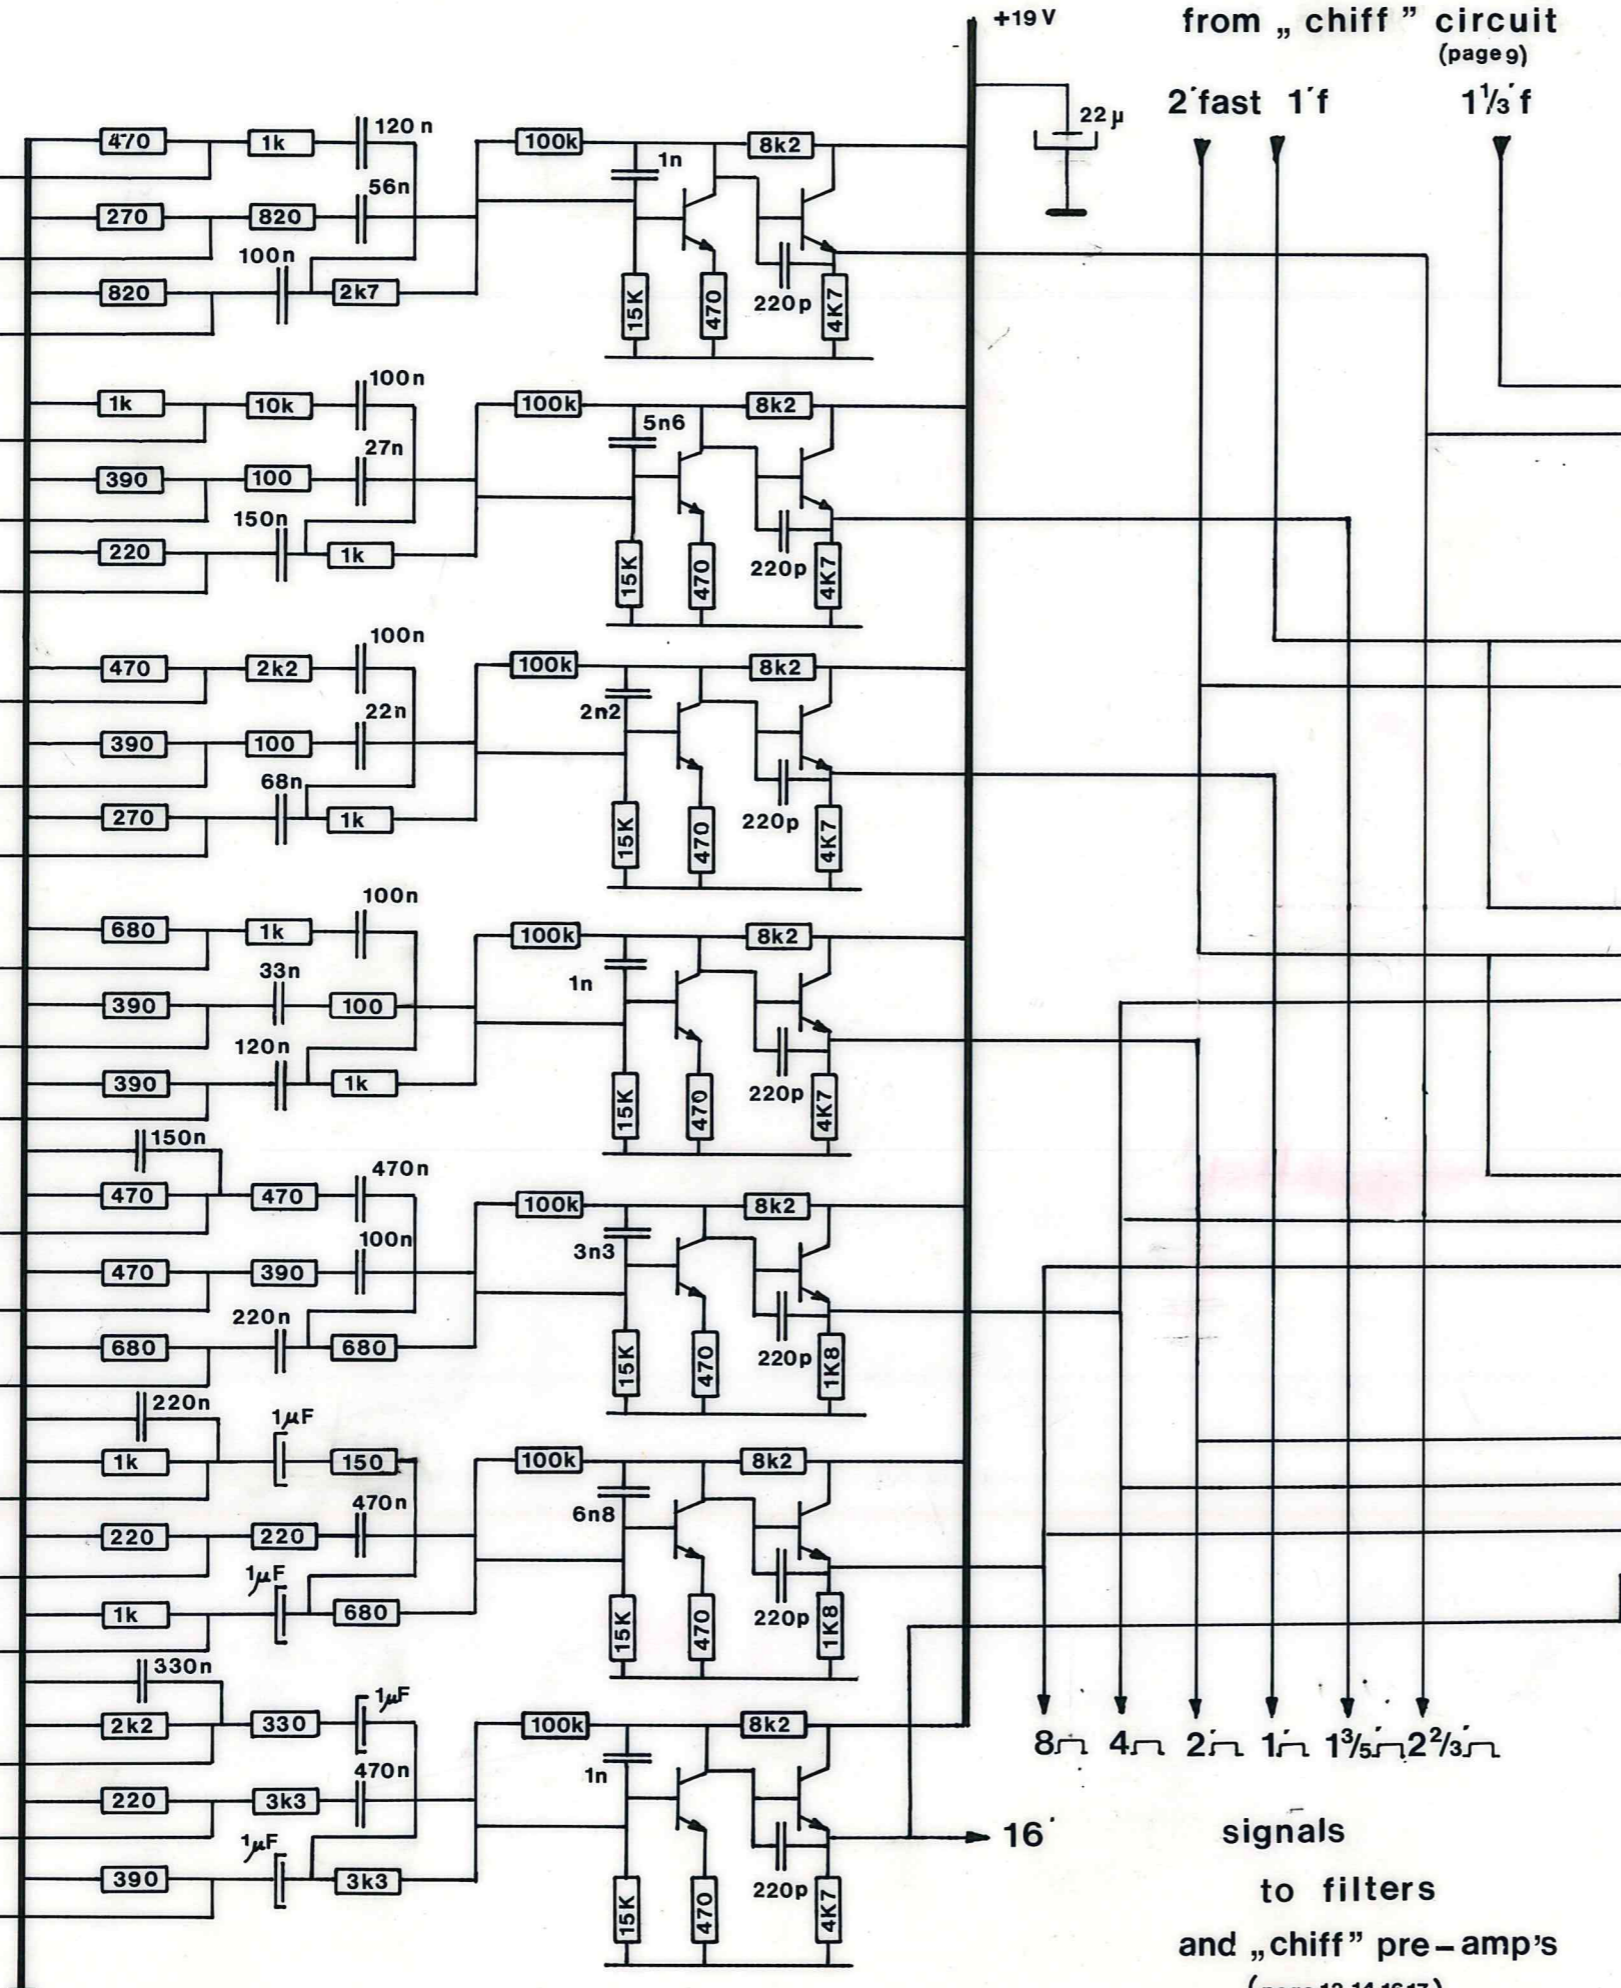 +19 V
from „ chiff ” circuit
(page 9)
2′fast 1′f 1⅓′f
22 µ
470 1k 120 n 100k 1n 8k2
270 820 56n
820 100n 2k7 15K 470 220p 4K7
1k 10k 100n 100k 5n6 8k2
390 100 27n
220 150n 1k 15K 470 220p 4K7
470 2k2 100n 100k 2n2 8k2
390 100 22n
270 68n 1k 15K 470 220p 4K7
680 1k 100n 100k 1n 8k2
390 33n 100
390 120n 1k 15K 470 220p 4K7
150n
470 470 470n 100k 3n3 8k2
470 390 100n
680 220n 680 15K 470 220p 1K8
220n
1k 1µF 150 100k 6n8 8k2
220 220 470n
1k 1µF 680 15K 470 220p 1K8
330n
2k2 330 1µF 100k 1n 8k2
220 3k3 470n
390 1µF 3k3 15K 470 220p 4K7
8 4 2′ 1′ 1⅗′ 2⅔′
16′
signals
to filters
and „chiff” pre–amp's